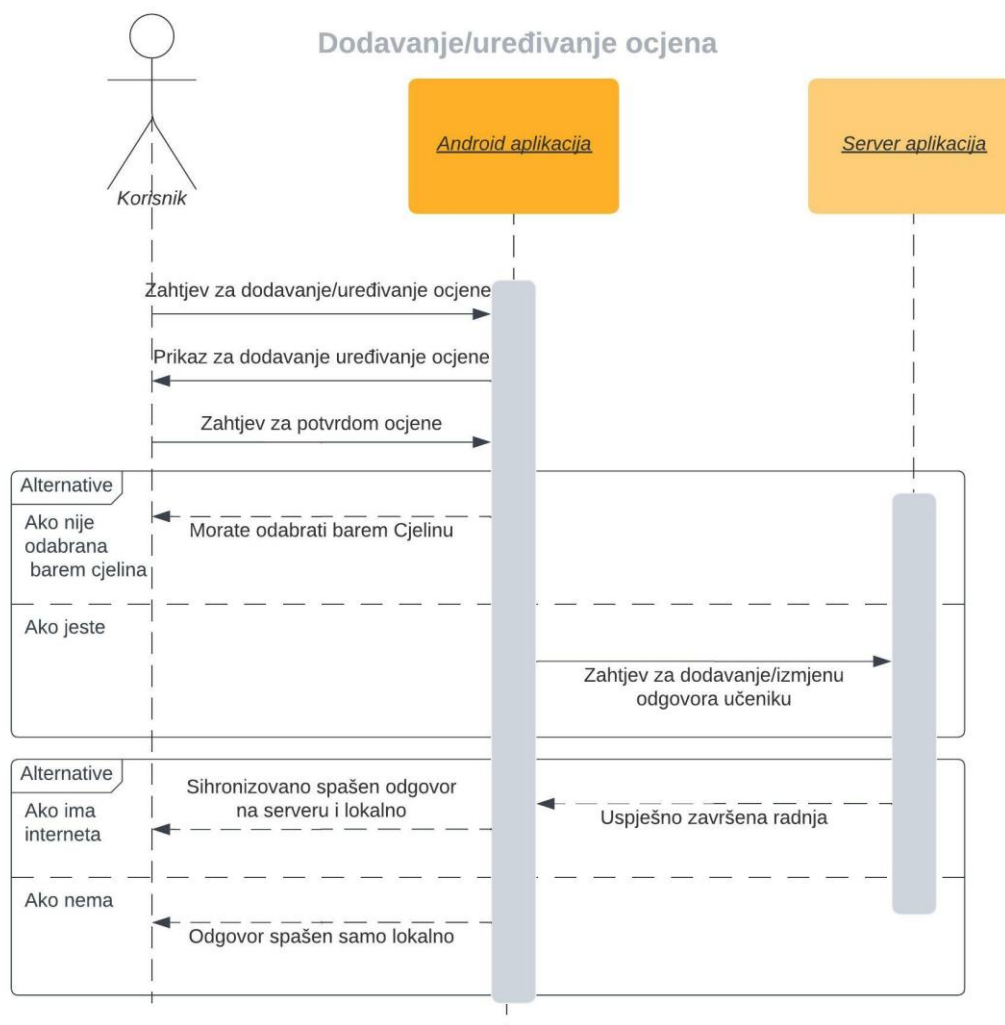 Dodavanje/uređivanje ocjena
Android aplikacija
Server aplikacija
Korisnik
Zahtjev za dodavanje/uređivanje ocjene
Prikaz za dodavanje uređivanje ocjene
Zahtjev za potvrdom ocjene
Alternative
Ako nije
odabrana
barem cjelina
Morate odabrati barem Cjelinu
Ako jeste
Zahtjev za dodavanje/izmjenu
odgovora učeniku
Alternative
Ako ima
interneta
Sihronizovano spašen odgovor
na serveru i lokalno
Uspješno završena radnja
Ako nema
Odgovor spašen samo lokalno